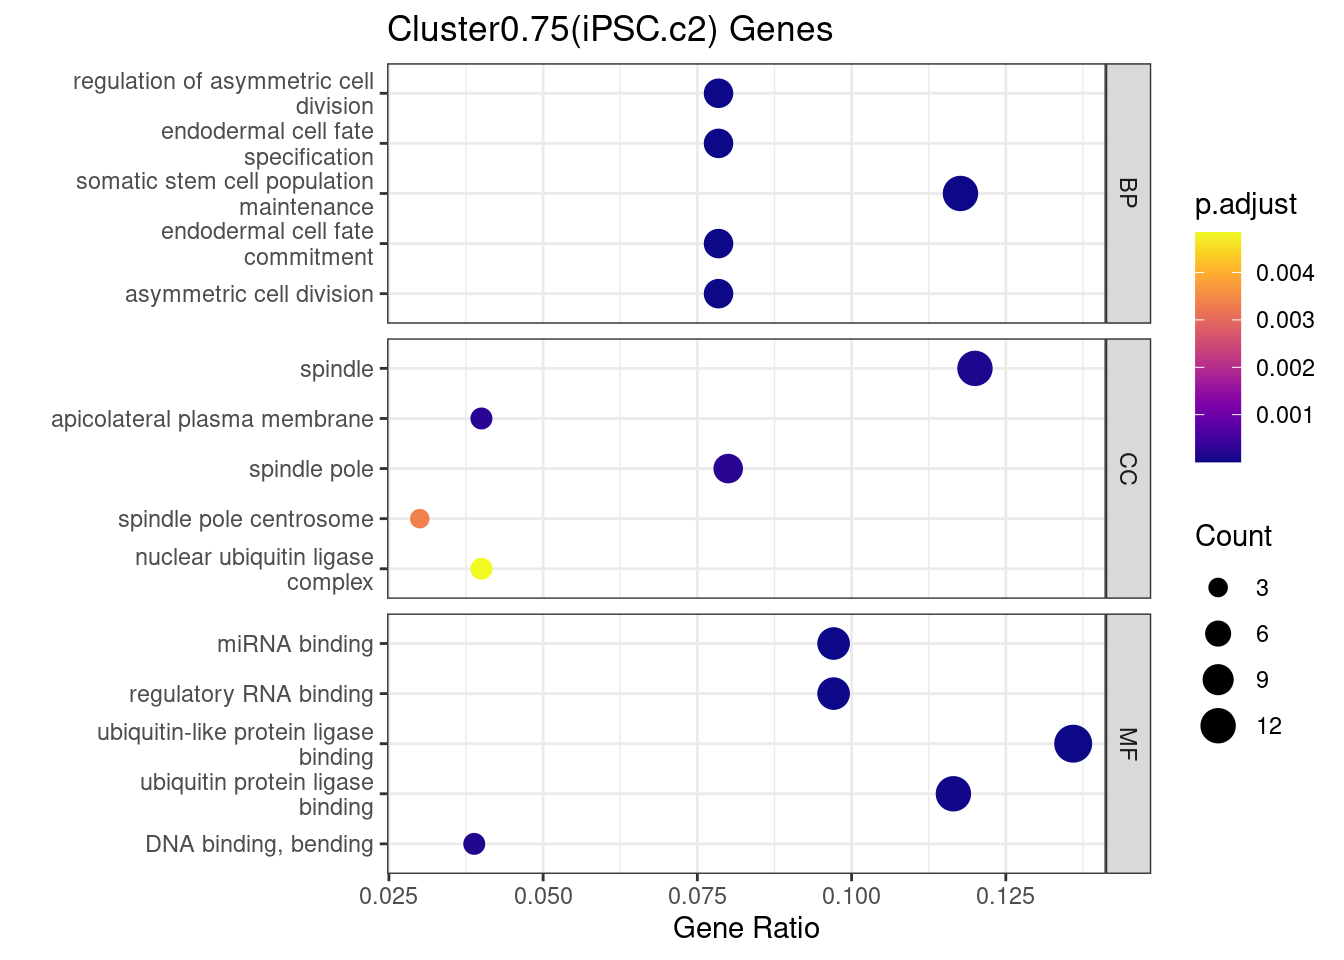 Cluster0.75(iPSC.c2) Genes
regulation of asymmetric cell
division
endodermal cell fate
specification
somatic stem cell population
maintenance
endodermal cell fate
commitment
asymmetric cell division
BP
spindle
apicolateral plasma membrane
spindle pole
spindle pole centrosome
nuclear ubiquitin ligase
complex
CC
miRNA binding
regulatory RNA binding
ubiquitin-like protein ligase
binding
ubiquitin protein ligase
binding
DNA binding, bending
MF
0.025 0.050 0.075 0.100 0.125
Gene Ratio
p.adjust
0.004
0.003
0.002
0.001
Count
3
6
9
12